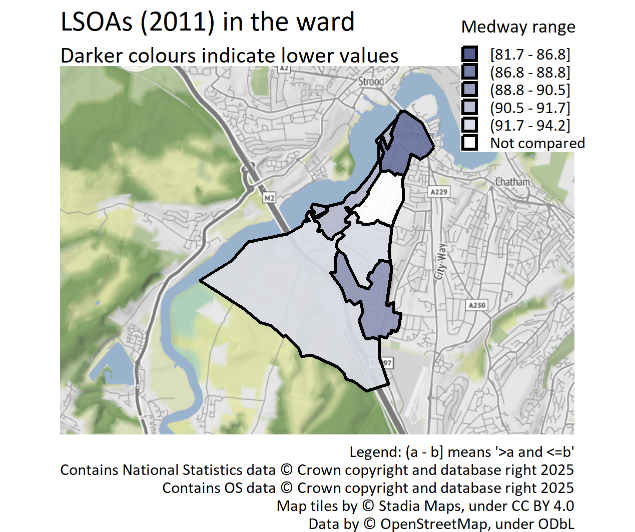 LSOAs (2011) in the ward
Darker colours indicate lower values
Medway range
[81.7 - 86.8]
(86.8 - 88.8]
(88.8 - 90.5]
(90.5 - 91.7]
(91.7 - 94.2]
Not compared
A2
Strood
M2
A229
Chatham
City Way
A230
97
Legend: (a - b] means '>a and <=b'
Contains National Statistics data © Crown copyright and database right 2025
Contains OS data © Crown copyright and database right 2025
Map tiles by © Stadia Maps, under CC BY 4.0
Data by © OpenStreetMap, under ODbL